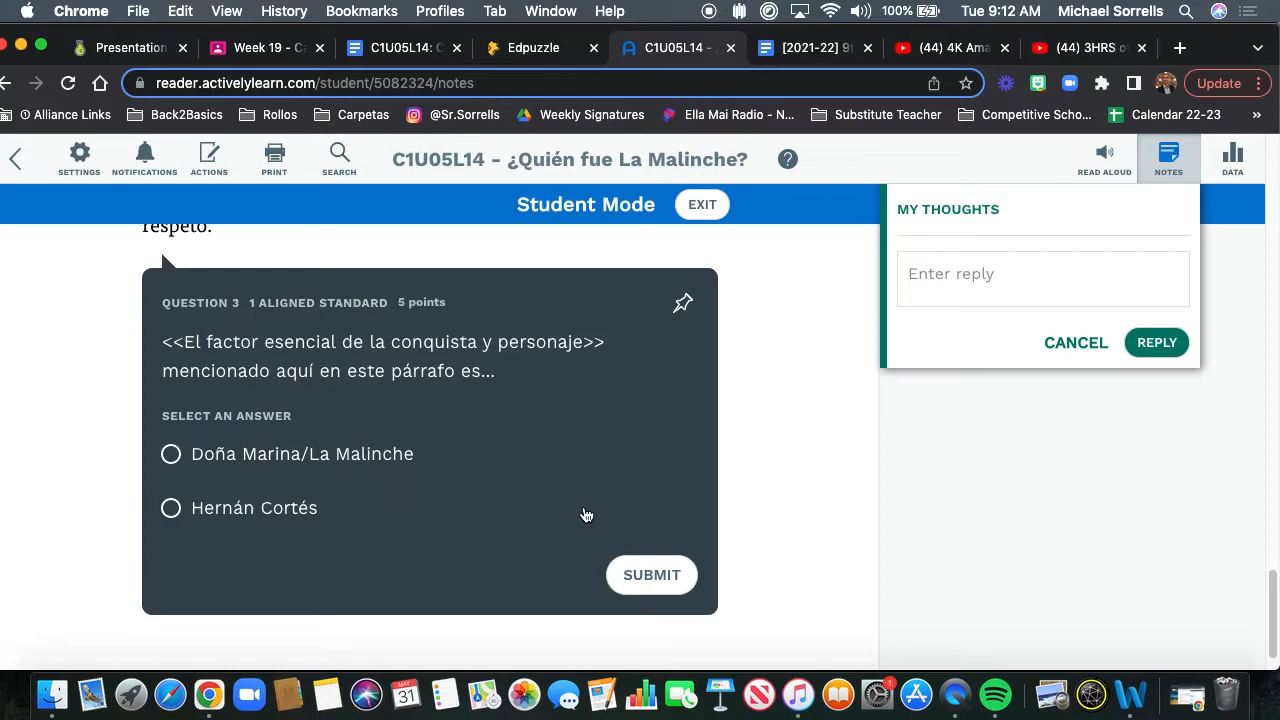 Chrome File Edit View History Bookmarks Profiles Tab Window Help 100% Tue 9:12 AM Michael Sorrells
Presentation Week 19 - C C1U05L14: C Edpuzzle C1U05L14 - [2021-22] 9t (44) 4K Ama (44) 3HRS o
reader.activelylearn.com/student/5082324/notes Update
Alliance Links Back2Basics Rollos Carpetas @Sr.Sorrells Weekly Signatures Ella Mai Radio - N... Substitute Teacher Competitive Scho... Calendar 22-23 »
SETTINGS NOTIFICATIONS ACTIONS PRINT SEARCH C1U05L14 - ¿Quién fue La Malinche? ? READ ALOUD NOTES DATA
Student Mode EXIT
respeto.
MY THOUGHTS
Enter reply
CANCEL REPLY
QUESTION 3 1 ALIGNED STANDARD 5 points
<<El factor esencial de la conquista y personaje>>
mencionado aquí en este párrafo es...
SELECT AN ANSWER
Doña Marina/La Malinche
Hernán Cortés
SUBMIT
MAY
31
1